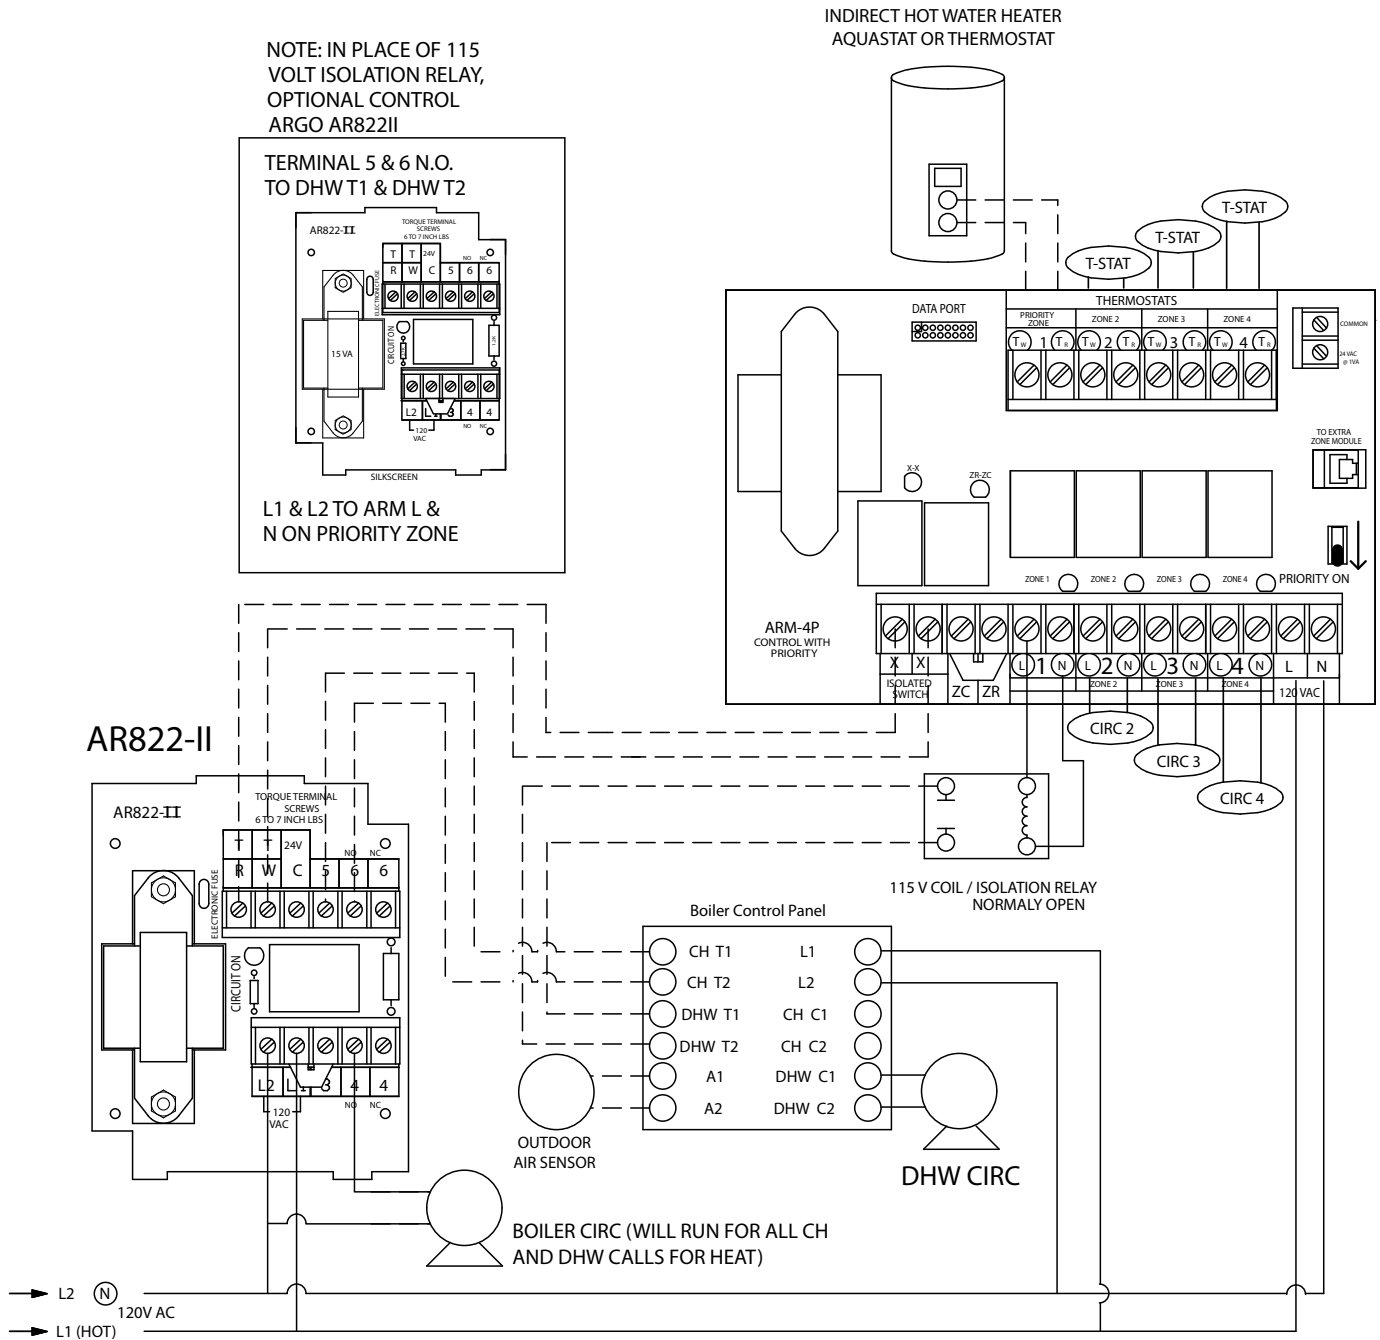 INDIRECT HOT WATER HEATER
AQUASTAT OR THERMOSTAT
NOTE: IN PLACE OF 115
VOLT ISOLATION RELAY,
OPTIONAL CONTROL
ARGO AR822II
TERMINAL 5 & 6 N.O.
TO DHW T1 & DHW T2
AR822-II
TORQUE TERMINAL
SCREWS
6 TO 7 INCH LBS
T T 24V
NO NC
R W C 5 6 6
ELECTRONIC FUSE
CIRCUIT ON
15 VA
1.2K
L2 L1 3 4 4
120
VAC
NO NC
SILKSCREEN
L1 & L2 TO ARM L &
N ON PRIORITY ZONE
T-STAT
T-STAT
T-STAT
DATA PORT
THERMOSTATS
PRIORITY
ZONE
ZONE 2
ZONE 3
ZONE 4
TW 1 TR TW 2 TR TW 3 TR TW 4 TR
COMMON
24 VAC
@ 1VA
TO EXTRA
ZONE MODULE
X-X
ZR-ZC
ZONE 1
ZONE 2
ZONE 3
ZONE 4
PRIORITY ON
ARM-4P
CONTROL WITH
PRIORITY
X X
ISOLATED
SWITCH
ZC ZR
L 1 N L 2 N L 3 N L 4 N L N
ZONE 2
ZONE 3
ZONE 4
120 VAC
CIRC 2
CIRC 3
CIRC 4
115 V COIL / ISOLATION RELAY
NORMALY OPEN
AR822-II
AR822-II
TORQUE TERMINAL
SCREWS
6 TO 7 INCH LBS
T T 24V
NO NC
R W C 5 6 6
ELECTRONIC FUSE
CIRCUIT ON
L2 L1 3 4 4
120
VAC
NO NC
Boiler Control Panel
CH T1 L1
CH T2 L2
DHW T1 CH C1
DHW T2 CH C2
A1 DHW C1
A2 DHW C2
OUTDOOR
AIR SENSOR
DHW CIRC
BOILER CIRC (WILL RUN FOR ALL CH
AND DHW CALLS FOR HEAT)
L2 N
120V AC
L1 (HOT)